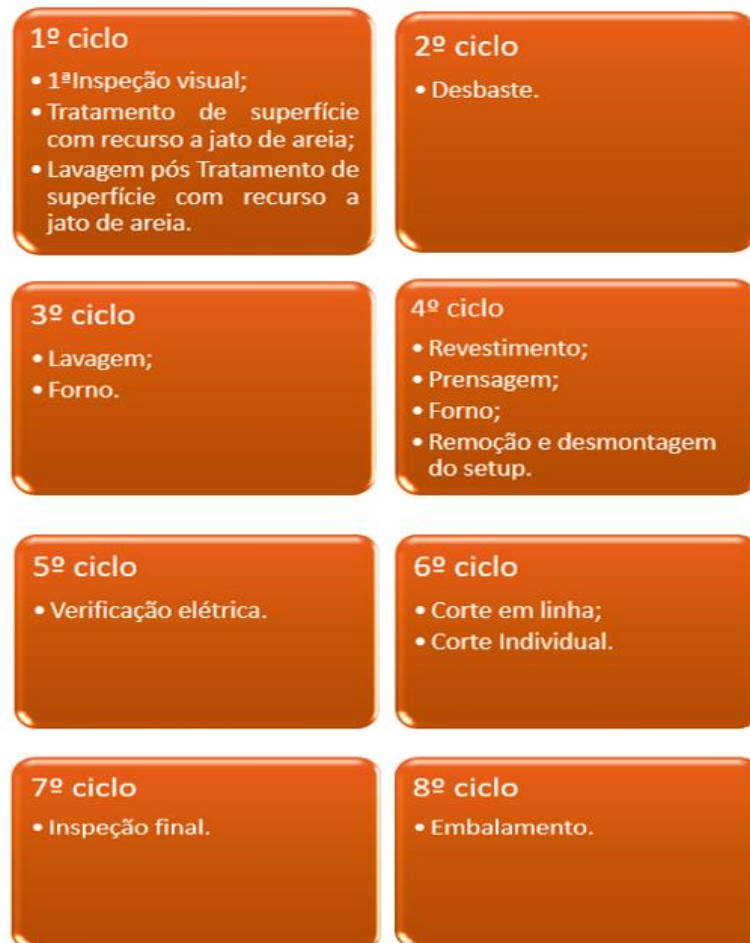 1º ciclo
• 1ªInspeção visual;
• Tratamento de superfície
com recurso a jato de areia;
• Lavagem pós Tratamento de
superfície com recurso a
jato de areia.
2º ciclo
• Desbaste.
3º ciclo
• Lavagem;
• Forno.
4º ciclo
• Revestimento;
• Prensagem;
• Forno;
• Remoção e desmontagem
do setup.
5º ciclo
• Verificação elétrica.
6º ciclo
• Corte em linha;
• Corte Individual.
7º ciclo
• Inspeção final.
8º ciclo
• Embalamento.